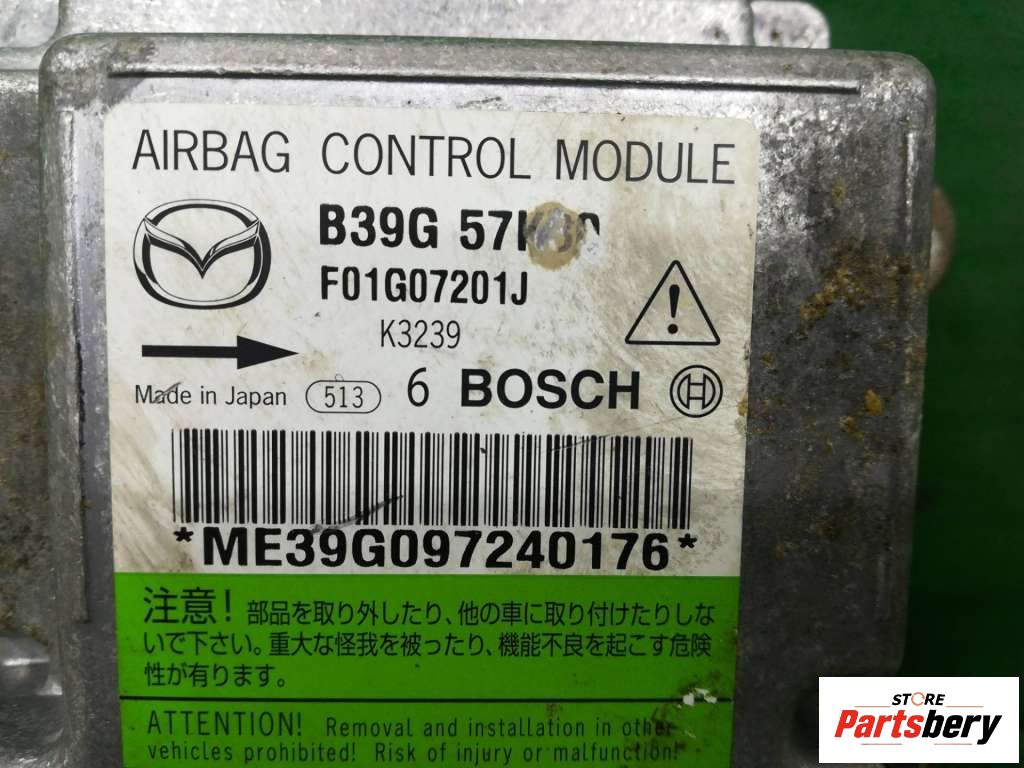 AIRBAG CONTROL MODULE
B39G
F01G07201J
K3239
Made in Japan 513 6 BOSCH
*ME39G097240176*
注意！部品を取り外したり、他の車に取り付けたりしな
いで下さい。重大な怪我を被ったり、機能不良を起こす危険
性が有ります。
ATTENTION! Removal and installation in other
vehicles prohibited! Risk of injury or malfunction!
STORE
Partsbery